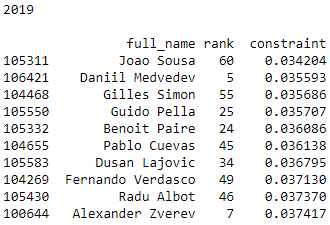 2019
full_name rank constraint
105311 Joao Sousa 60 0.034204
106421 Daniil Medvedev 5 0.035593
104468 Gilles Simon 55 0.035686
105550 Guido Pella 25 0.035707
105332 Benoit Paire 24 0.036086
104655 Pablo Cuevas 45 0.036138
105583 Dusan Lajovic 34 0.036795
104269 Fernando Verdasco 49 0.037130
105430 Radu Albot 46 0.037370
100644 Alexander Zverev 7 0.037417